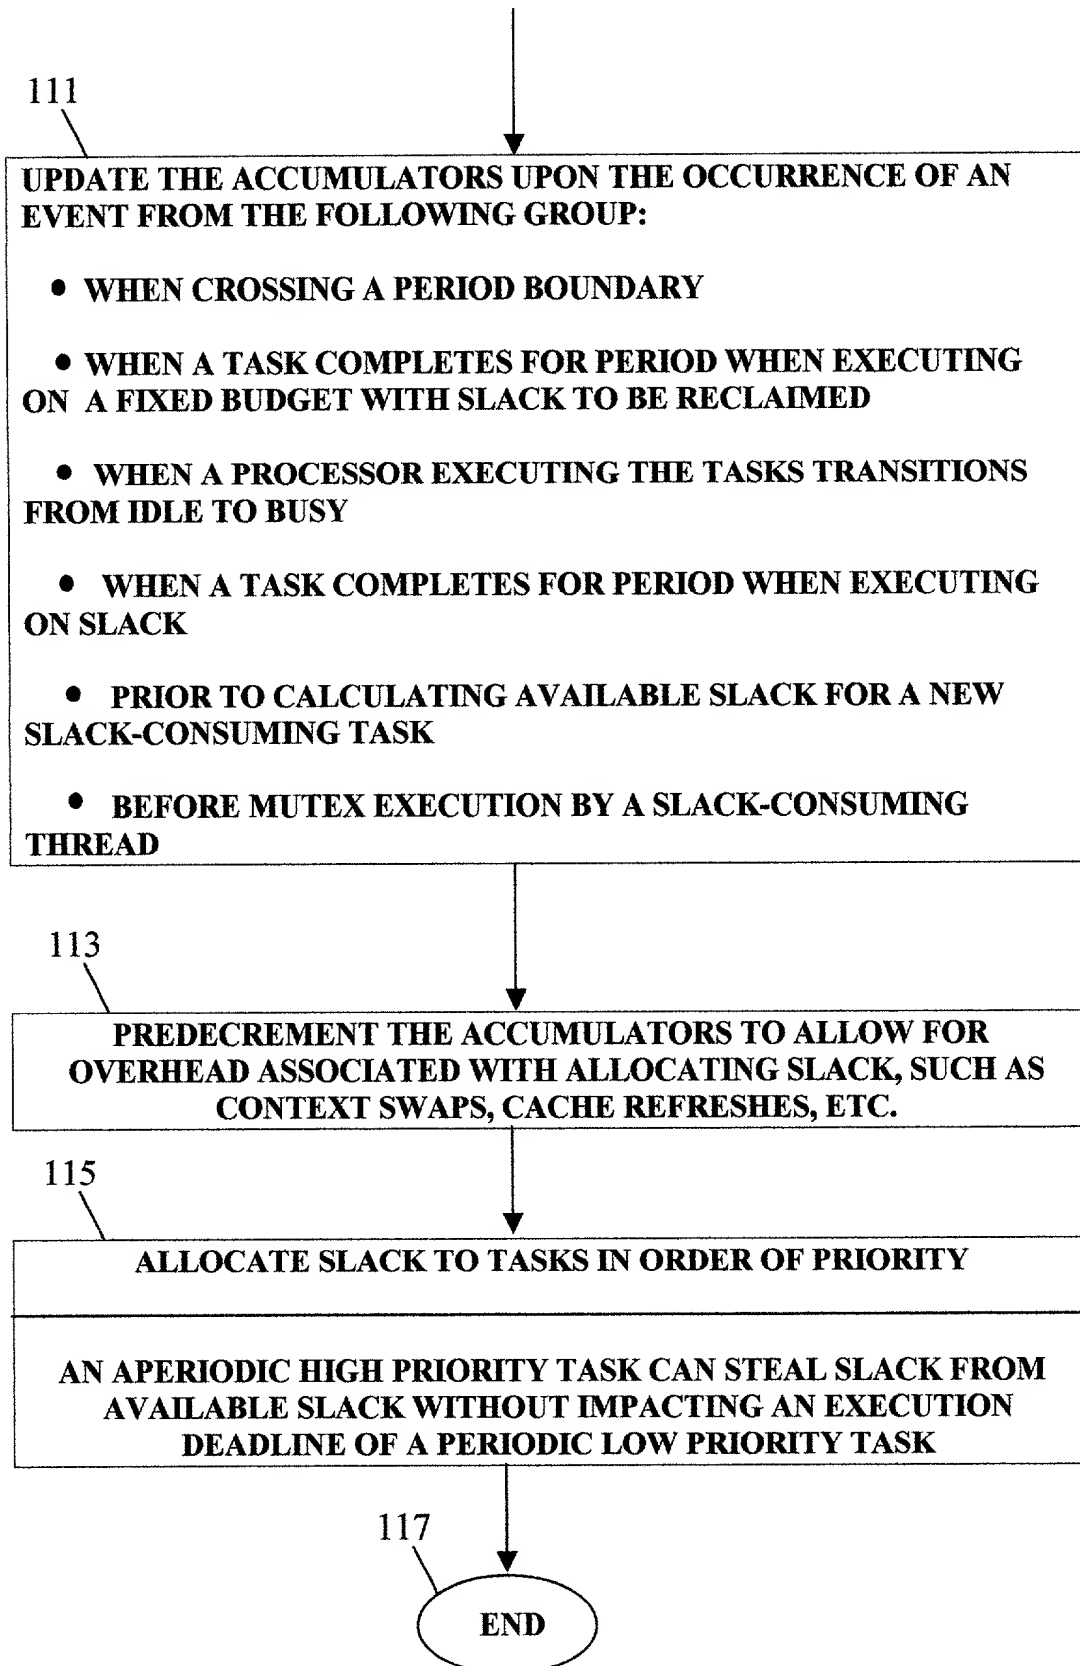 111
UPDATE THE ACCUMULATORS UPON THE OCCURRENCE OF AN
EVENT FROM THE FOLLOWING GROUP:
• WHEN CROSSING A PERIOD BOUNDARY
• WHEN A TASK COMPLETES FOR PERIOD WHEN EXECUTING
ON A FIXED BUDGET WITH SLACK TO BE RECLAIMED
• WHEN A PROCESSOR EXECUTING THE TASKS TRANSITIONS
FROM IDLE TO BUSY
• WHEN A TASK COMPLETES FOR PERIOD WHEN EXECUTING
ON SLACK
• PRIOR TO CALCULATING AVAILABLE SLACK FOR A NEW
SLACK-CONSUMING TASK
• BEFORE MUTEX EXECUTION BY A SLACK-CONSUMING
THREAD
113
PREDECREMENT THE ACCUMULATORS TO ALLOW FOR
OVERHEAD ASSOCIATED WITH ALLOCATING SLACK, SUCH AS
CONTEXT SWAPS, CACHE REFRESHES, ETC.
115
ALLOCATE SLACK TO TASKS IN ORDER OF PRIORITY
AN APERIODIC HIGH PRIORITY TASK CAN STEAL SLACK FROM
AVAILABLE SLACK WITHOUT IMPACTING AN EXECUTION
DEADLINE OF A PERIODIC LOW PRIORITY TASK
117
END